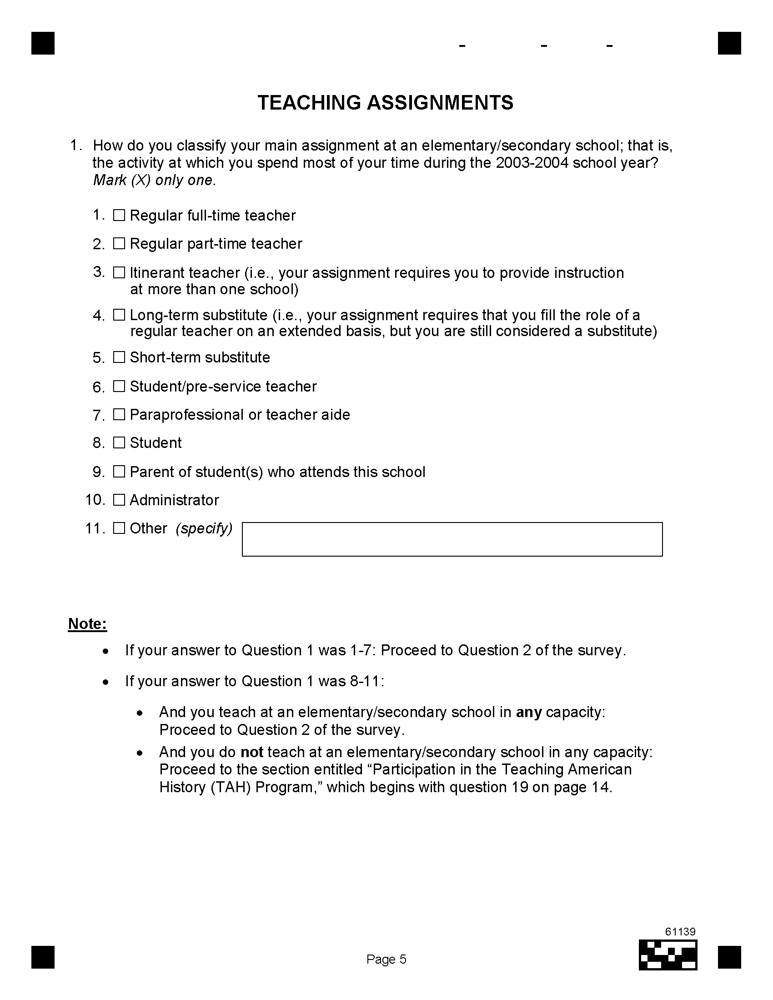 - - -
TEACHING ASSIGNMENTS
1. How do you classify your main assignment at an elementary/secondary school; that is,
the activity at which you spend most of your time during the 2003-2004 school year?
Mark (X) only one.
1. Regular full-time teacher
2. Regular part-time teacher
3. Itinerant teacher (i.e., your assignment requires you to provide instruction
at more than one school)
4. Long-term substitute (i.e., your assignment requires that you fill the role of a
regular teacher on an extended basis, but you are still considered a substitute)
5. Short-term substitute
6. Student/pre-service teacher
7. Paraprofessional or teacher aide
8. Student
9. Parent of student(s) who attends this school
10. Administrator
11. Other (specify)
Note:
• If your answer to Question 1 was 1-7: Proceed to Question 2 of the survey.
• If your answer to Question 1 was 8-11:
• And you teach at an elementary/secondary school in any capacity:
Proceed to Question 2 of the survey.
• And you do not teach at an elementary/secondary school in any capacity:
Proceed to the section entitled “Participation in the Teaching American
History (TAH) Program,” which begins with question 19 on page 14.
61139
Page 5